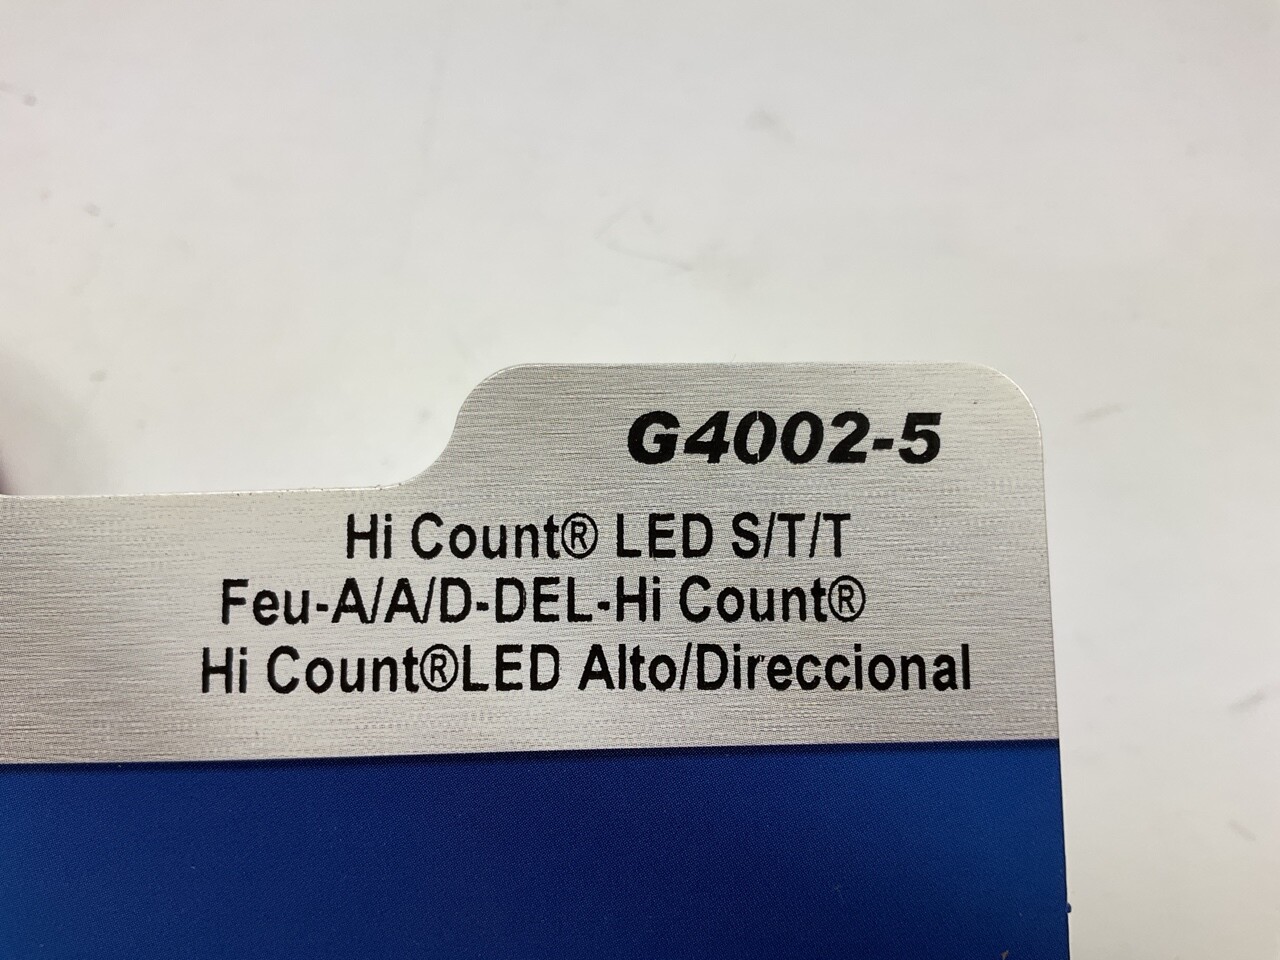 G4002-5
Hi Count® LED S/T/T
Feu-A/A/D-DEL-Hi Count®
Hi Count®LED Alto/Direccional